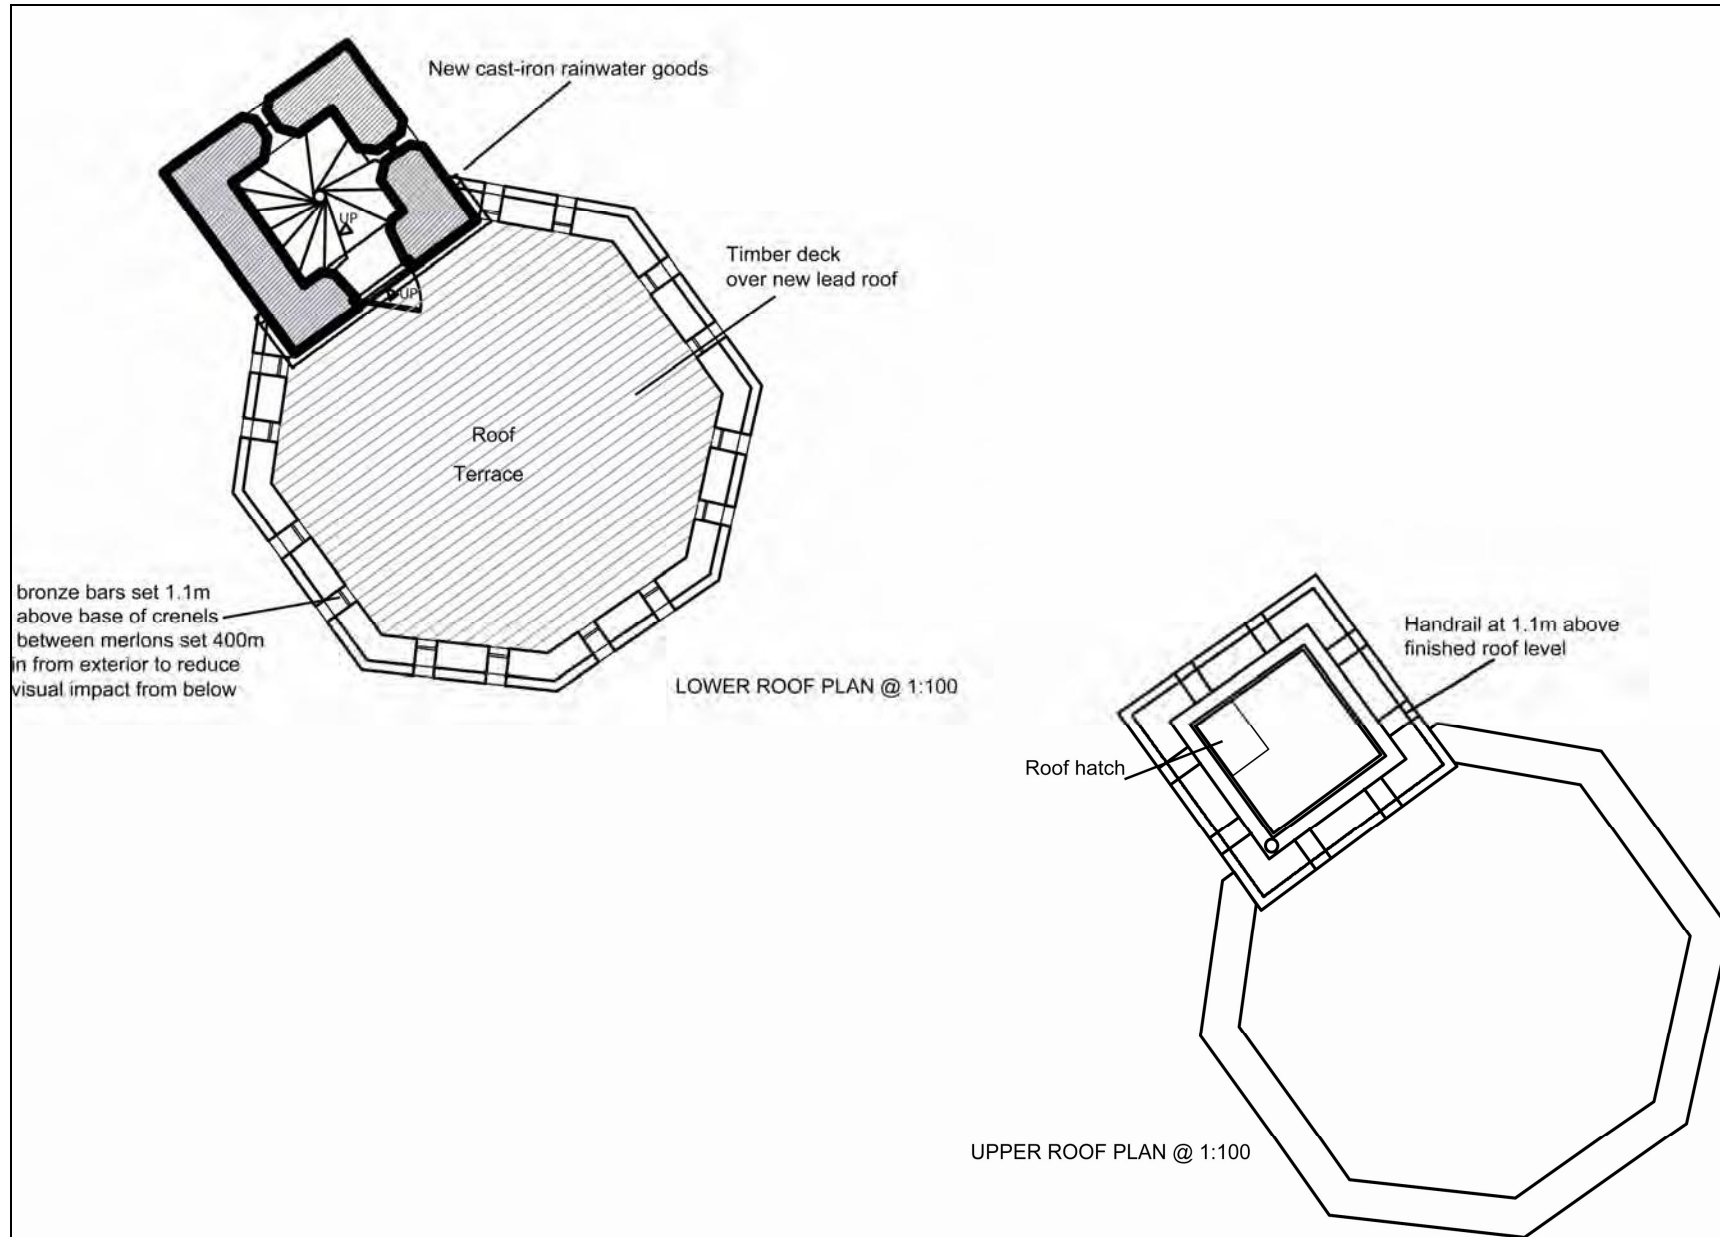 New cast-iron rainwater goods
UP
UP
Timber deck
over new lead roof
Roof
Terrace
bronze bars set 1.1m
above base of crenels
between merlons set 400m
in from exterior to reduce
visual impact from below
LOWER ROOF PLAN @ 1:100
Handrail at 1.1m above
finished roof level
Roof hatch
UPPER ROOF PLAN @ 1:100